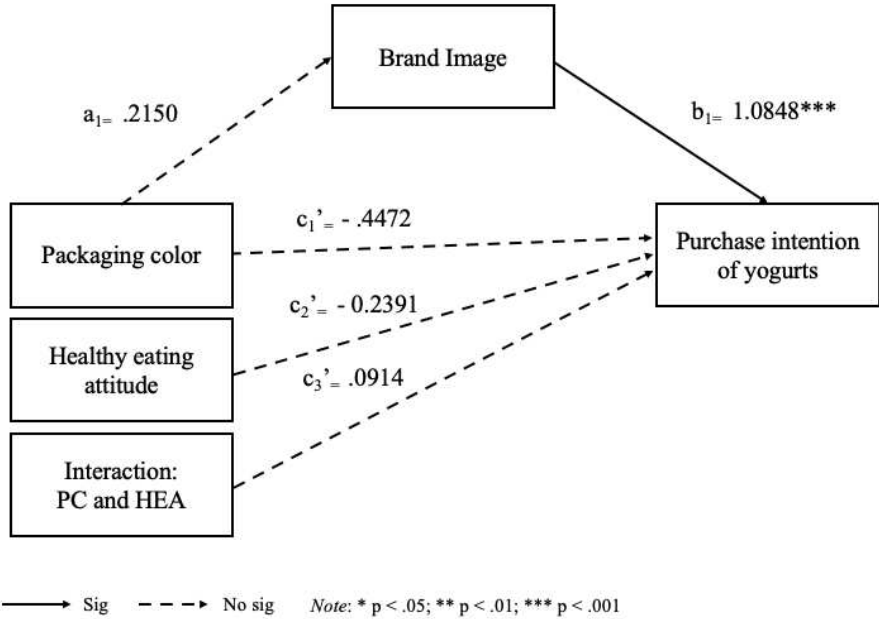 Brand Image
a1= .2150
b1= 1.0848***
c1’= - .4472
Packaging color
Purchase intention
of yogurts
c2’= - 0.2391
Healthy eating
attitude
c3’= .0914
Interaction:
PC and HEA
Sig No sig Note: * p < .05; ** p < .01; *** p < .001